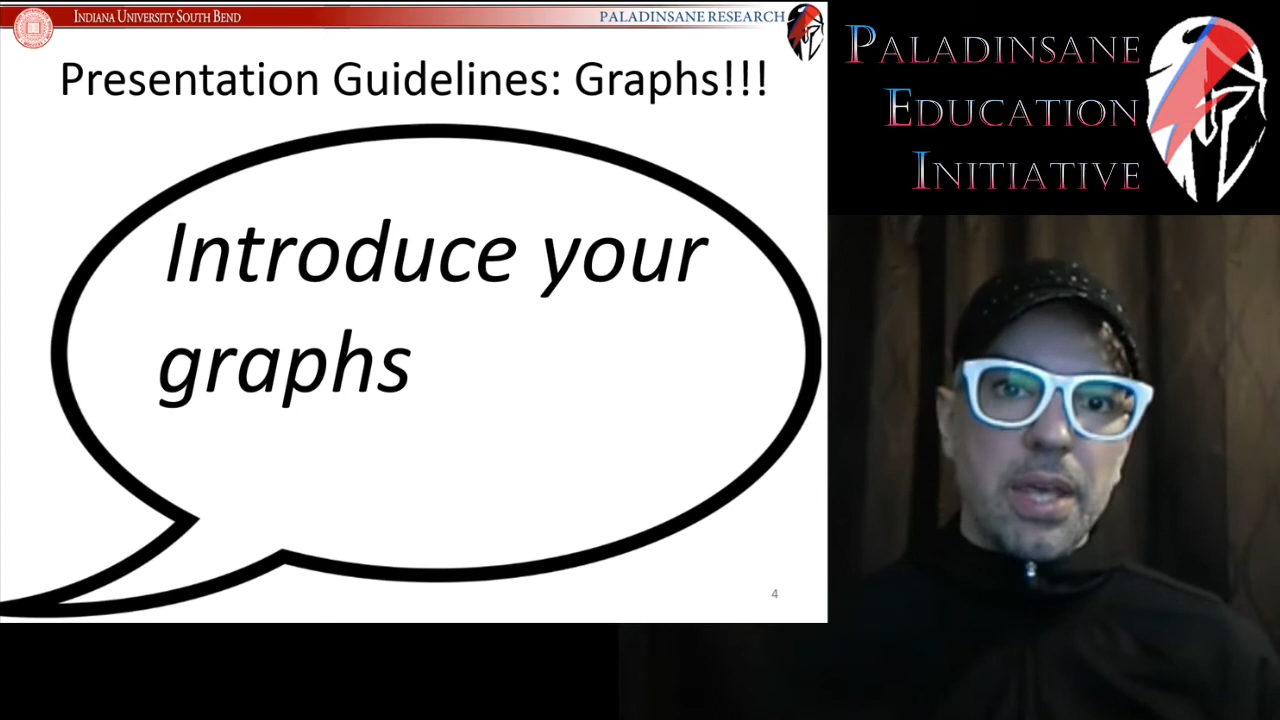 INDIANA UNIVERSITY SOUTH BEND
PALADINSANE RESEARCH
Presentation Guidelines: Graphs!!!
Introduce your
graphs
4
PALADINSANE
EDUCATION
INITIATIVE